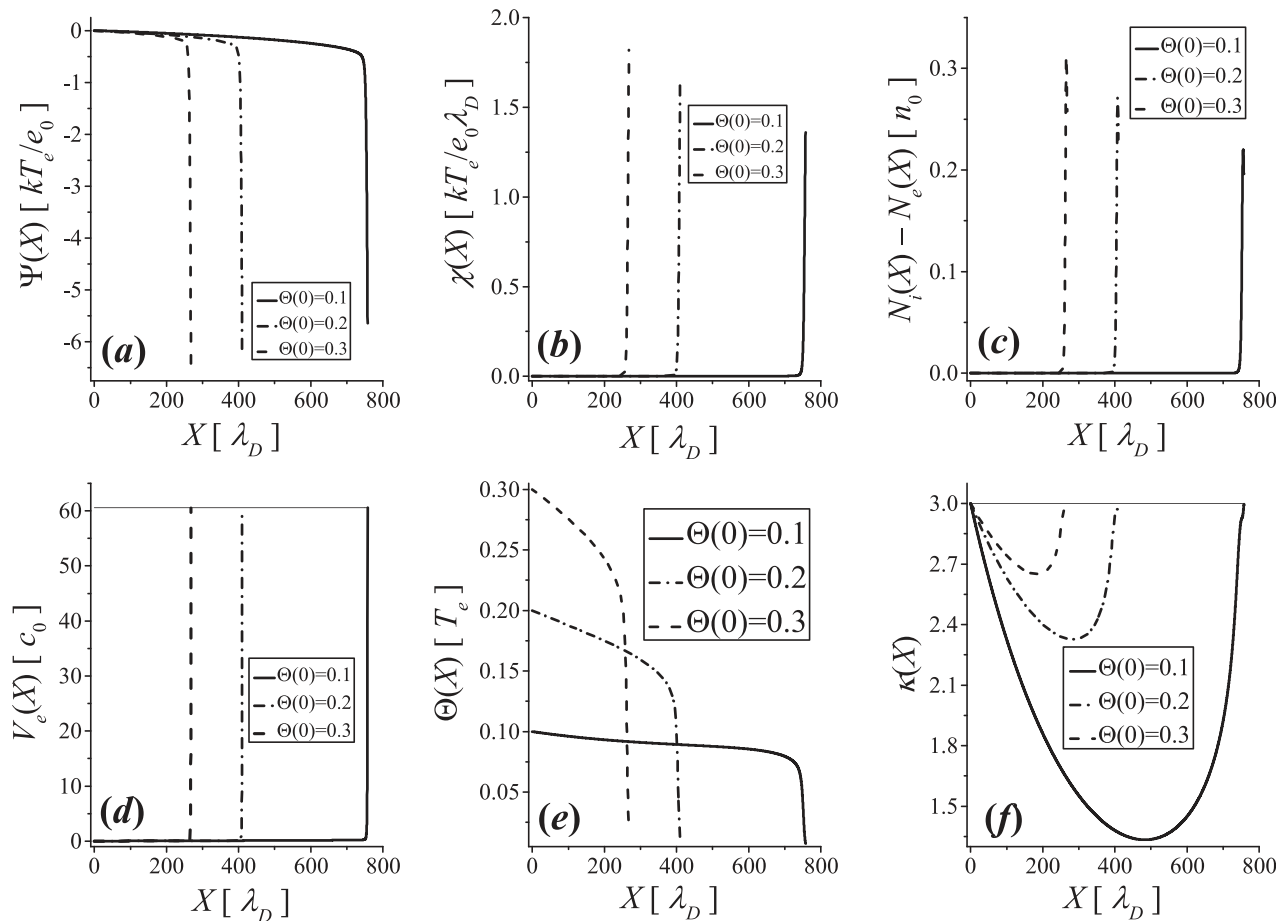 Ψ(X) [ kT_e/e_0 ]
0
-1
-2
-3
-4
-5
-6
Θ(0)=0.1
Θ(0)=0.2
Θ(0)=0.3
(a)
0 200 400 600 800
X [ λ_D ]
χ(X) [ kT_e/e_0λ_D ]
2.0
1.5
1.0
0.5
0.0
Θ(0)=0.1
Θ(0)=0.2
Θ(0)=0.3
(b)
0 200 400 600 800
X [ λ_D ]
N_i(X) − N_e(X) [ n_0 ]
0.3
0.2
0.1
0.0
Θ(0)=0.1
Θ(0)=0.2
Θ(0)=0.3
(c)
0 200 400 600 800
X [ λ_D ]
V_e(X) [ c_0 ]
60
50
40
30
20
10
0
Θ(0)=0.1
Θ(0)=0.2
Θ(0)=0.3
(d)
0 200 400 600 800
X [ λ_D ]
Θ(X) [ T_e ]
0.30
0.25
0.20
0.15
0.10
0.05
Θ(0)=0.1
Θ(0)=0.2
Θ(0)=0.3
(e)
0 200 400 600 800
X [ λ_D ]
κ(X)
3.0
2.7
2.4
2.1
1.8
1.5
Θ(0)=0.1
Θ(0)=0.2
Θ(0)=0.3
(f)
0 200 400 600 800
X [ λ_D ]